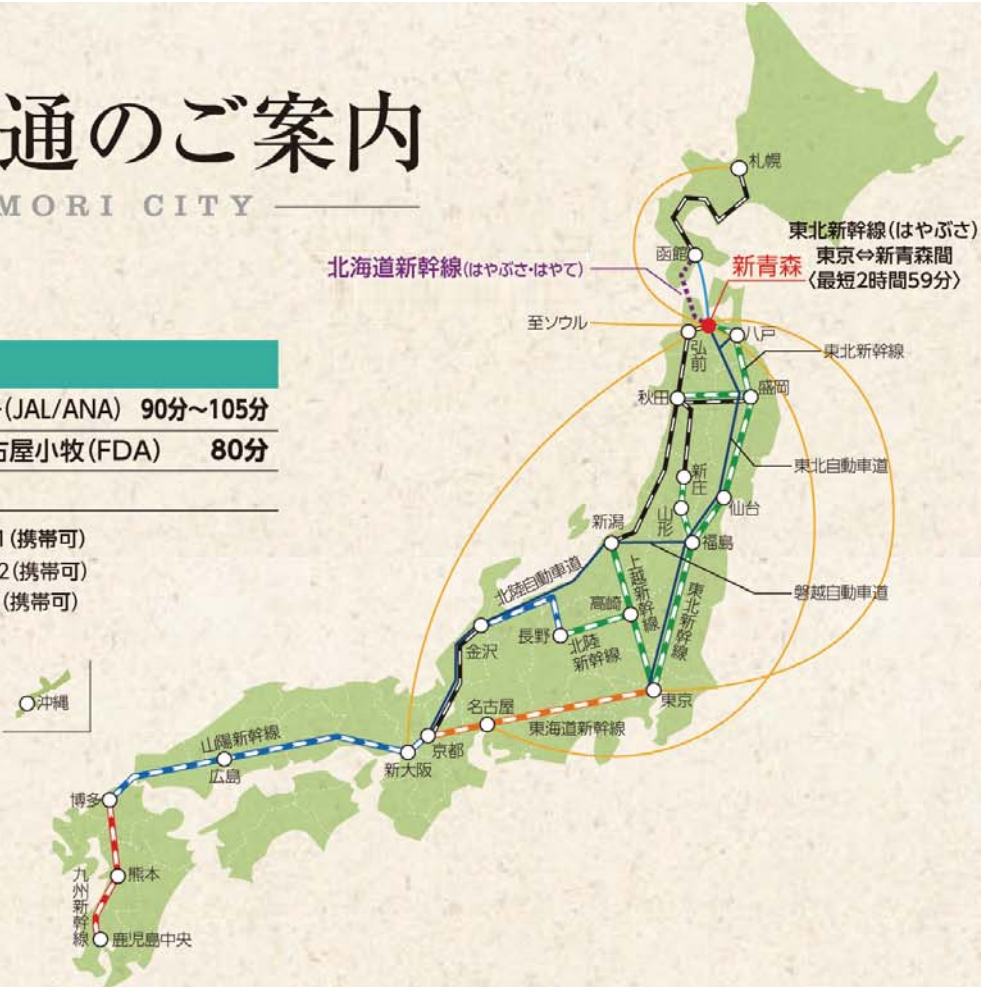 通のご案内
MORI CITY
(JAL/ANA) 90分～105分
古屋小牧(FDA) 80分
1(携帯可)
2(携帯可)
(携帯可)
沖縄
札幌
函館
東北新幹線(はやぶさ)
東京⇔新青森間
〈最短2時間59分〉
新青森
北海道新幹線(はやぶさ・はやて)
至ソウル
弘前
八戸
東北新幹線
秋田
盛岡
東北自動車道
新庄
山形
仙台
新潟
福島
磐越自動車道
北陸自動車道
上越新幹線
高崎
東北新幹線
長野
北陸
新幹線
金沢
東京
名古屋
東海道新幹線
京都
新大阪
山陽新幹線
広島
博多
熊本
九州新幹線
鹿児島中央